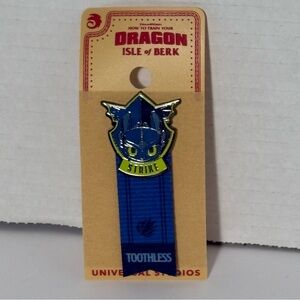 HOW TO TRAIN YOUR
DRAGON
ISLE of BERK
STRIKE
TOOTHLESS
UNIVERSAL STUDIOS